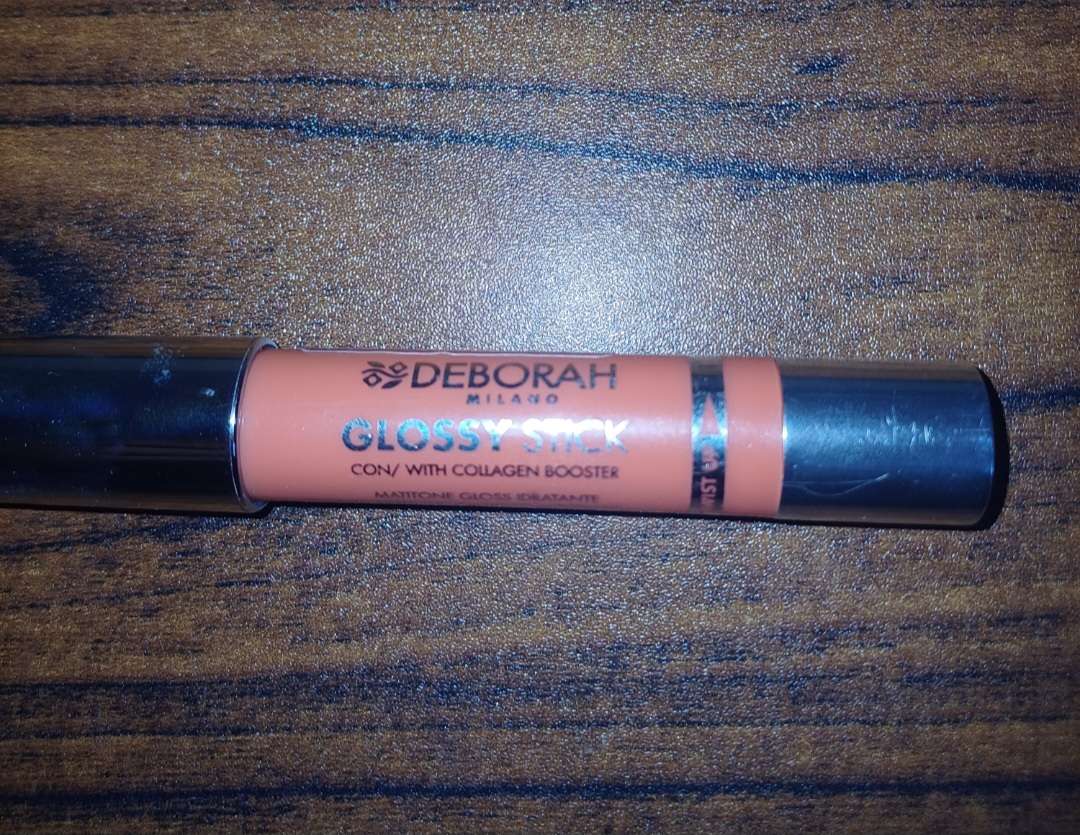 DEBORAH
MILANO
GLOSSY STICK
CON/ WITH COLLAGEN BOOSTER
MATITONE GLOSS IDRATANTE